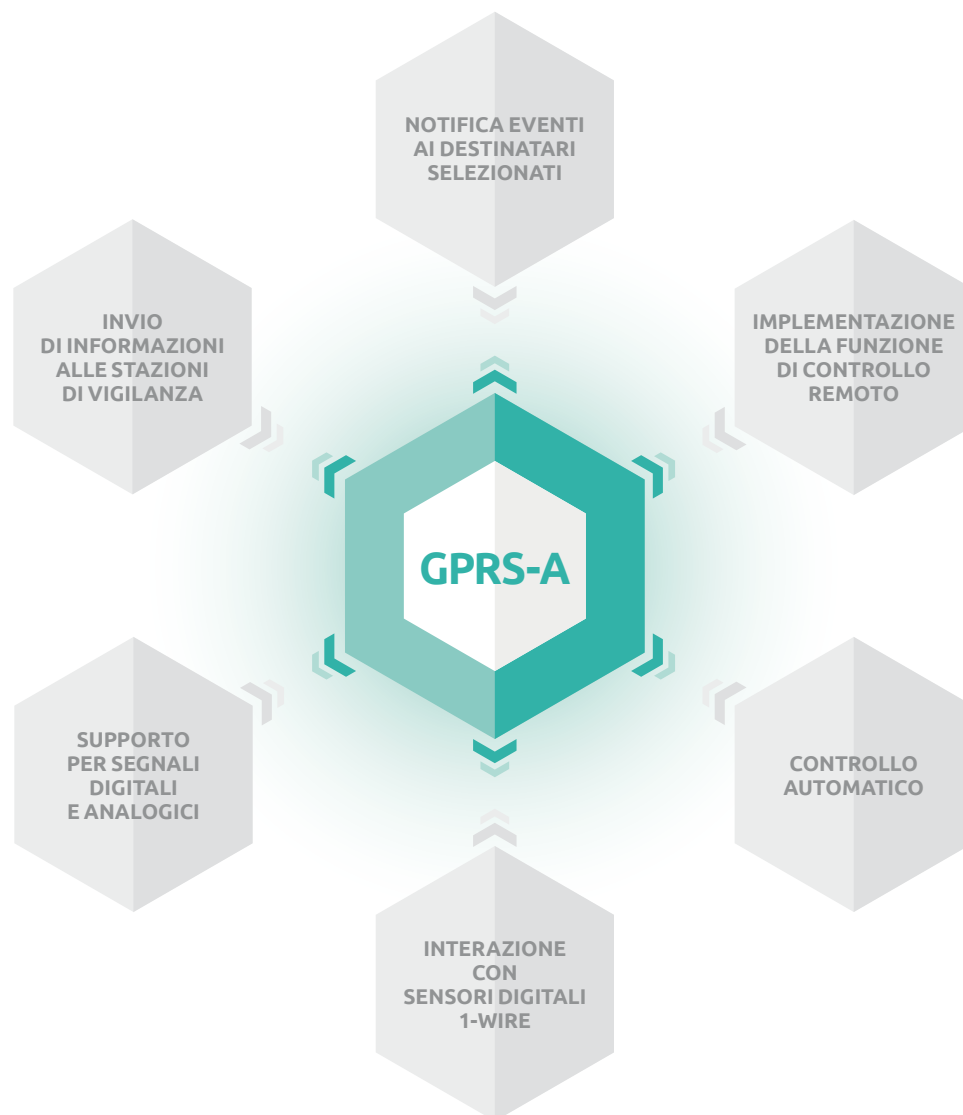 NOTIFICA EVENTI
AI DESTINATARI
SELEZIONATI
INVIO
DI INFORMAZIONI
ALLE STAZIONI
DI VIGILANZA
IMPLEMENTAZIONE
DELLA FUNZIONE
DI CONTROLLO
REMOTO
GPRS-A
SUPPORTO
PER SEGNALI
DIGITALI
E ANALOGICI
CONTROLLO
AUTOMATICO
INTERAZIONE
CON
SENSORI DIGITALI
1-WIRE